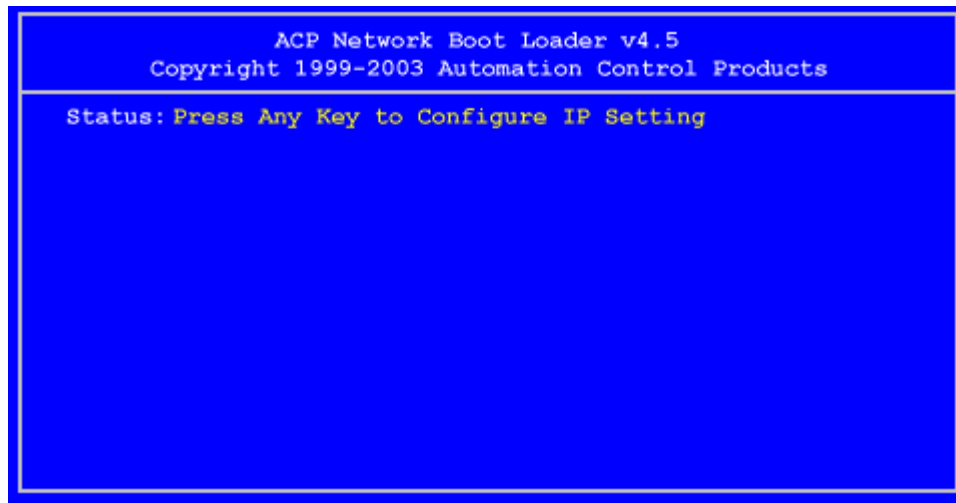 ACP Network Boot Loader v4.5
Copyright 1999-2003 Automation Control Products
Status: Press Any Key to Configure IP Setting